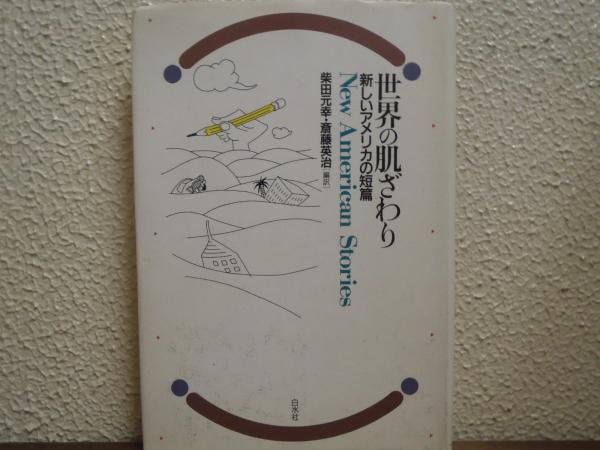 世界の肌ざわり
新しいアメリカの短篇
New American Stories
柴田元幸・斎藤英治[編訳]
白水社